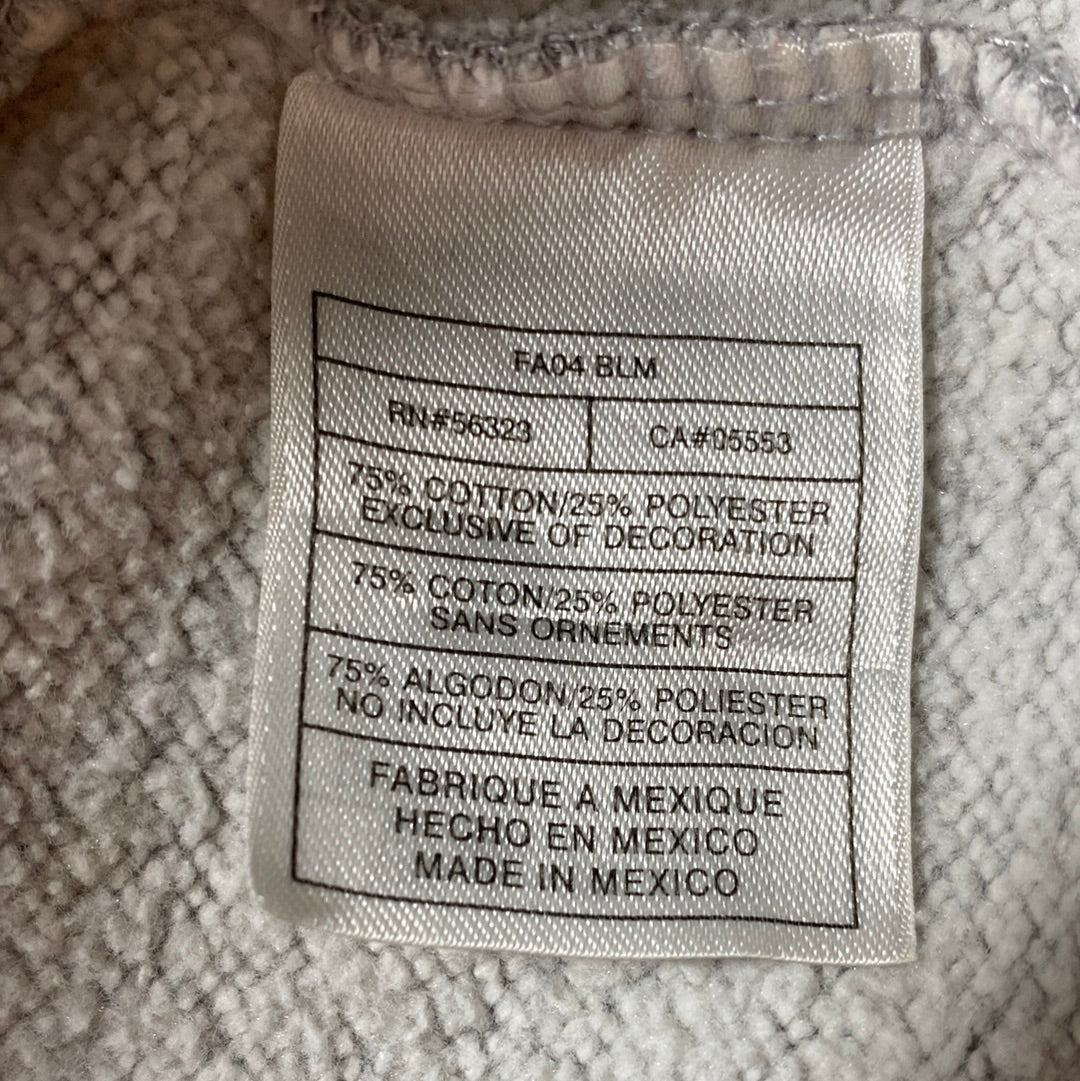 FA04 BLM
RN#56323 CA#05553
75% COTTON/25% POLYESTER
EXCLUSIVE OF DECORATION
75% COTON/25% POLYESTER
SANS ORNEMENTS
75% ALGODON/25% POLIESTER
NO INCLUYE LA DECORACION
FABRIQUE A MEXIQUE
HECHO EN MEXICO
MADE IN MEXICO